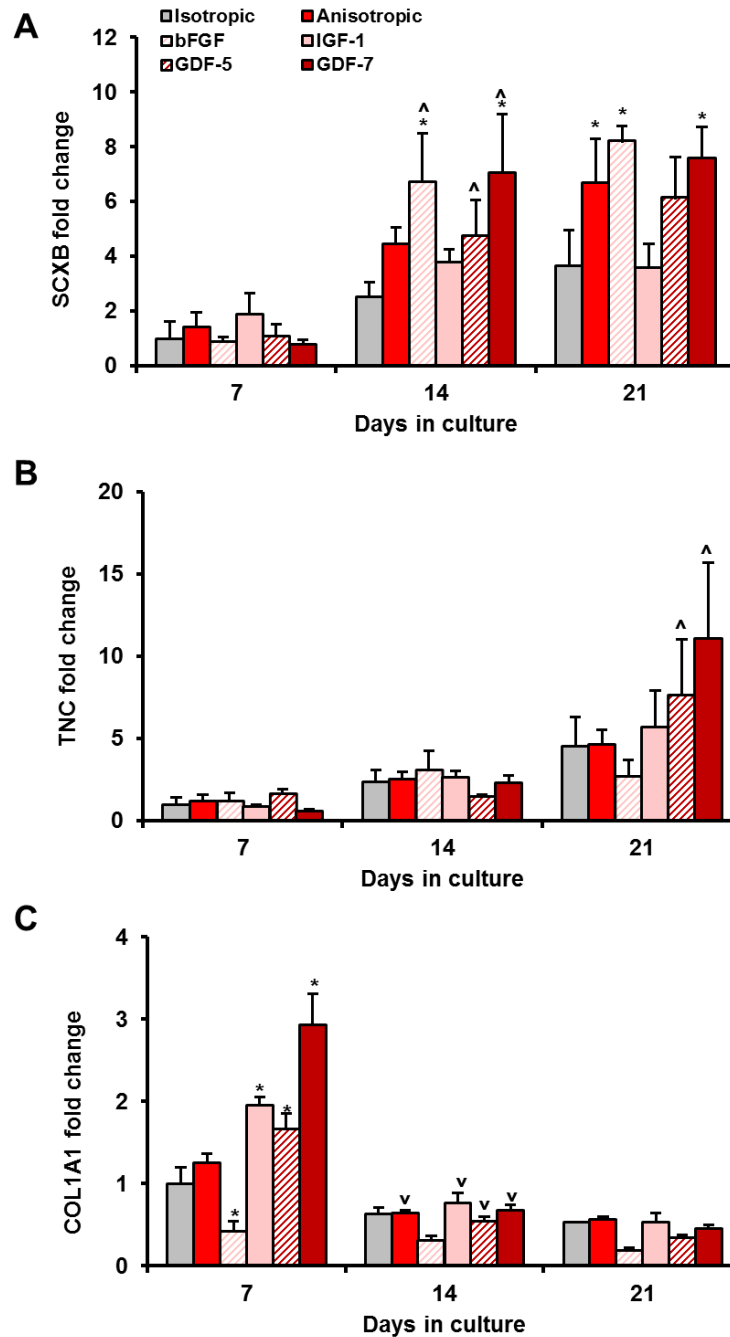 A
Isotropic Anisotropic
bFGF IGF-1
GDF-5 GDF-7
SCXB fold change
12
10
8
6
4
2
0
^ ^
* * * * *
^
7 14 21
Days in culture
B
TNC fold change
20
15
10
5
0
^
^
7 14 21
Days in culture
C
COL1A1 fold change
4
3
2
1
0
*
* *
*
v v v v
7 14 21
Days in culture